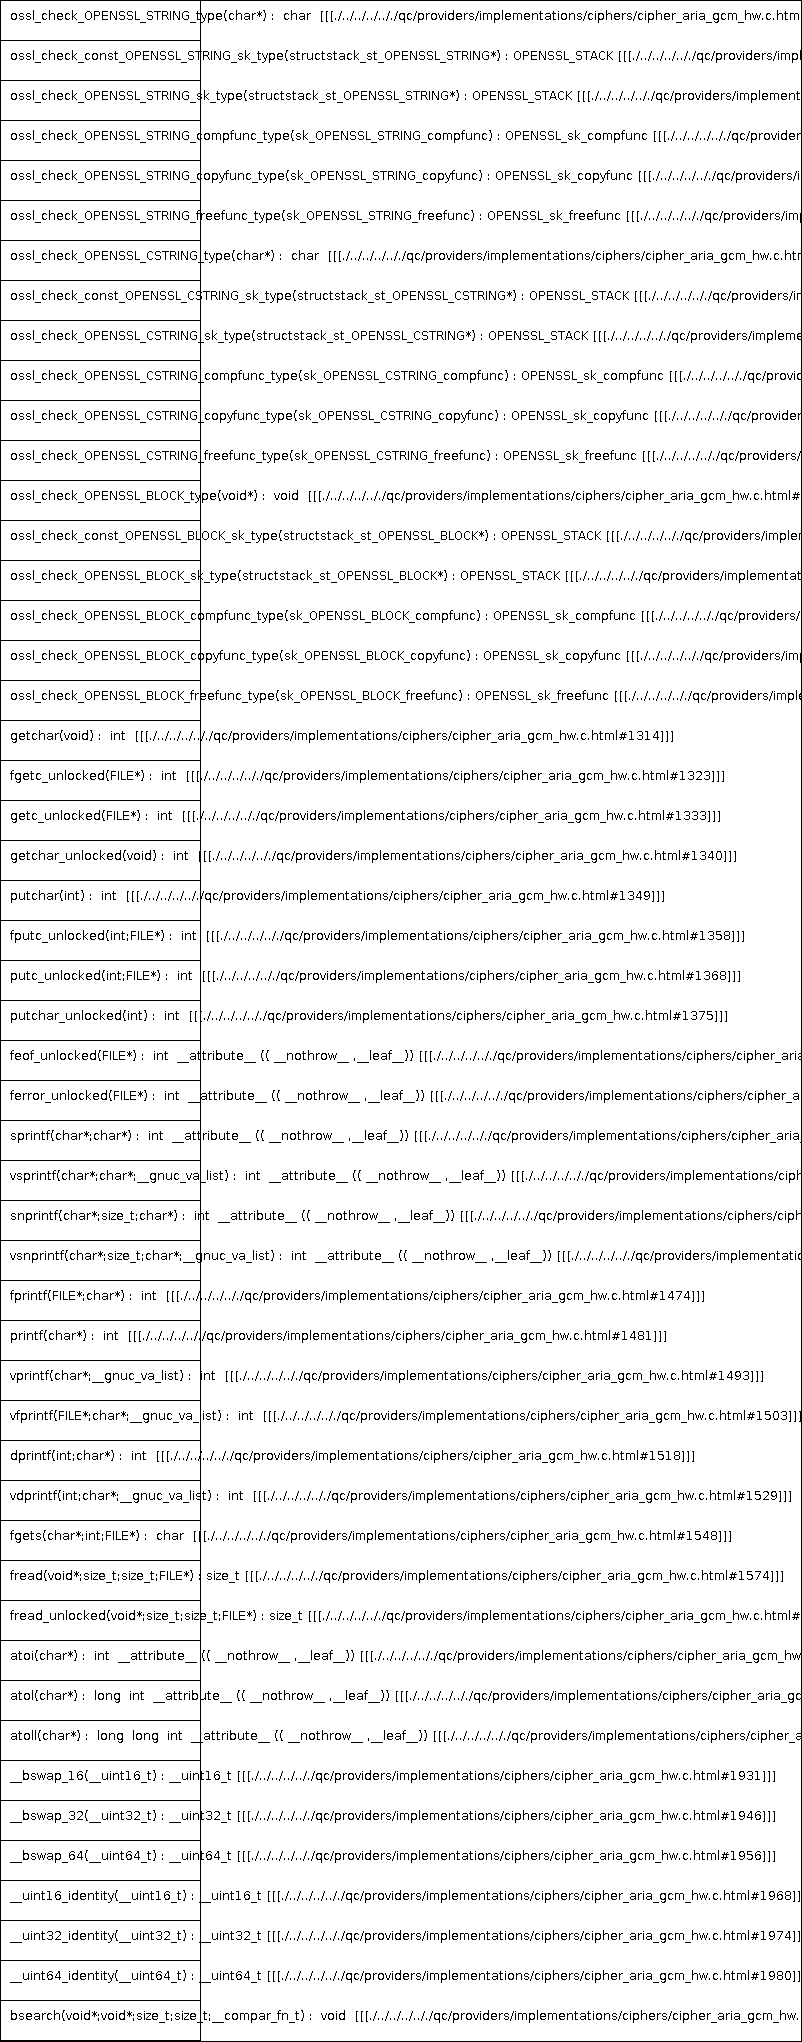 ossl_check_OPENSSL_STRING_type(char*) : char [[[./../../../../../qc/providers/implementations/ciphers/cipher_aria_gcm_hw.c.htm
ossl_check_const_OPENSSL_STRING_sk_type(structstack_st_OPENSSL_STRING*) : OPENSSL_STACK [[[./../../../../../qc/providers/impl
ossl_check_OPENSSL_STRING_sk_type(structstack_st_OPENSSL_STRING*) : OPENSSL_STACK [[[./../../../../../qc/providers/implement
ossl_check_OPENSSL_STRING_compfunc_type(sk_OPENSSL_STRING_compfunc) : OPENSSL_sk_compfunc [[[./../../../../../qc/provider
ossl_check_OPENSSL_STRING_copyfunc_type(sk_OPENSSL_STRING_copyfunc) : OPENSSL_sk_copyfunc [[[./../../../../../qc/providers/i
ossl_check_OPENSSL_STRING_freefunc_type(sk_OPENSSL_STRING_freefunc) : OPENSSL_sk_freefunc [[[./../../../../../qc/providers/imp
ossl_check_OPENSSL_CSTRING_type(char*) : char [[[./../../../../../qc/providers/implementations/ciphers/cipher_aria_gcm_hw.c.htm
ossl_check_const_OPENSSL_CSTRING_sk_type(structstack_st_OPENSSL_CSTRING*) : OPENSSL_STACK [[[./../../../../../qc/providers/in
ossl_check_OPENSSL_CSTRING_sk_type(structstack_st_OPENSSL_CSTRING*) : OPENSSL_STACK [[[./../../../../../qc/providers/impleme
ossl_check_OPENSSL_CSTRING_compfunc_type(sk_OPENSSL_CSTRING_compfunc) : OPENSSL_sk_compfunc [[[./../../../../../qc/provid
ossl_check_OPENSSL_CSTRING_copyfunc_type(sk_OPENSSL_CSTRING_copyfunc) : OPENSSL_sk_copyfunc [[[./../../../../../qc/provider
ossl_check_OPENSSL_CSTRING_freefunc_type(sk_OPENSSL_CSTRING_freefunc) : OPENSSL_sk_freefunc [[[./../../../../../qc/providers/
ossl_check_OPENSSL_BLOCK_type(void*) : void [[[./../../../../../qc/providers/implementations/ciphers/cipher_aria_gcm_hw.c.html#
ossl_check_const_OPENSSL_BLOCK_sk_type(structstack_st_OPENSSL_BLOCK*) : OPENSSL_STACK [[[./../../../../../qc/providers/implem
ossl_check_OPENSSL_BLOCK_sk_type(structstack_st_OPENSSL_BLOCK*) : OPENSSL_STACK [[[./../../../../../qc/providers/implementat
ossl_check_OPENSSL_BLOCK_compfunc_type(sk_OPENSSL_BLOCK_compfunc) : OPENSSL_sk_compfunc [[[./../../../../../qc/providers/
ossl_check_OPENSSL_BLOCK_copyfunc_type(sk_OPENSSL_BLOCK_copyfunc) : OPENSSL_sk_copyfunc [[[./../../../../../qc/providers/imp
ossl_check_OPENSSL_BLOCK_freefunc_type(sk_OPENSSL_BLOCK_freefunc) : OPENSSL_sk_freefunc [[[./../../../../../qc/providers/imple
getchar(void) : int [[[./../../../../../qc/providers/implementations/ciphers/cipher_aria_gcm_hw.c.html#1314]]]
fgetc_unlocked(FILE*) : int [[[./../../../../../qc/providers/implementations/ciphers/cipher_aria_gcm_hw.c.html#1323]]]
getc_unlocked(FILE*) : int [[[./../../../../../qc/providers/implementations/ciphers/cipher_aria_gcm_hw.c.html#1333]]]
getchar_unlocked(void) : int [[[./../../../../../qc/providers/implementations/ciphers/cipher_aria_gcm_hw.c.html#1340]]]
putchar(int) : int [[[./../../../../../qc/providers/implementations/ciphers/cipher_aria_gcm_hw.c.html#1349]]]
fputc_unlocked(int;FILE*) : int [[[./../../../../../qc/providers/implementations/ciphers/cipher_aria_gcm_hw.c.html#1358]]]
putc_unlocked(int;FILE*) : int [[[./../../../../../qc/providers/implementations/ciphers/cipher_aria_gcm_hw.c.html#1368]]]
putchar_unlocked(int) : int [[[./../../../../../qc/providers/implementations/ciphers/cipher_aria_gcm_hw.c.html#1375]]]
feof_unlocked(FILE*) : int __attribute__ (( __nothrow__ ,__leaf__)) [[[./../../../../../qc/providers/implementations/ciphers/cipher_aria
ferror_unlocked(FILE*) : int __attribute__ (( __nothrow__ ,__leaf__)) [[[./../../../../../qc/providers/implementations/ciphers/cipher_a
sprintf(char*;char*) : int __attribute__ (( __nothrow__ ,__leaf__)) [[[./../../../../../qc/providers/implementations/ciphers/cipher_aria_
vsprintf(char*;char*;__gnuc_va_list) : int __attribute__ (( __nothrow__ ,__leaf__)) [[[./../../../../../qc/providers/implementations/ciph
snprintf(char*;size_t;char*) : int __attribute__ (( __nothrow__ ,__leaf__)) [[[./../../../../../qc/providers/implementations/ciphers/ciph
vsnprintf(char*;size_t;char*;__gnuc_va_list) : int __attribute__ (( __nothrow__ ,__leaf__)) [[[./../../../../../qc/providers/implementatio
fprintf(FILE*;char*) : int [[[./../../../../../qc/providers/implementations/ciphers/cipher_aria_gcm_hw.c.html#1474]]]
printf(char*) : int [[[./../../../../../qc/providers/implementations/ciphers/cipher_aria_gcm_hw.c.html#1481]]]
vprintf(char*;__gnuc_va_list) : int [[[./../../../../../qc/providers/implementations/ciphers/cipher_aria_gcm_hw.c.html#1493]]]
vfprintf(FILE*;char*;__gnuc_va_list) : int [[[./../../../../../qc/providers/implementations/ciphers/cipher_aria_gcm_hw.c.html#1503]]]
dprintf(int;char*) : int [[[./../../../../../qc/providers/implementations/ciphers/cipher_aria_gcm_hw.c.html#1518]]]
vdprintf(int;char*;__gnuc_va_list) : int [[[./../../../../../qc/providers/implementations/ciphers/cipher_aria_gcm_hw.c.html#1529]]]
fgets(char*;int;FILE*) : char [[[./../../../../../qc/providers/implementations/ciphers/cipher_aria_gcm_hw.c.html#1548]]]
fread(void*;size_t;size_t;FILE*) : size_t [[[./../../../../../qc/providers/implementations/ciphers/cipher_aria_gcm_hw.c.html#1574]]]
fread_unlocked(void*;size_t;size_t;FILE*) : size_t [[[./../../../../../qc/providers/implementations/ciphers/cipher_aria_gcm_hw.c.html#
atoi(char*) : int __attribute__ (( __nothrow__ ,__leaf__)) [[[./../../../../../qc/providers/implementations/ciphers/cipher_aria_gcm_hw
atol(char*) : long int __attribute__ (( __nothrow__ ,__leaf__)) [[[./../../../../../qc/providers/implementations/ciphers/cipher_aria_gc
atoll(char*) : long long int __attribute__ (( __nothrow__ ,__leaf__)) [[[./../../../../../qc/providers/implementations/ciphers/cipher_a
__bswap_16(__uint16_t) : __uint16_t [[[./../../../../../qc/providers/implementations/ciphers/cipher_aria_gcm_hw.c.html#1931]]]
__bswap_32(__uint32_t) : __uint32_t [[[./../../../../../qc/providers/implementations/ciphers/cipher_aria_gcm_hw.c.html#1946]]]
__bswap_64(__uint64_t) : __uint64_t [[[./../../../../../qc/providers/implementations/ciphers/cipher_aria_gcm_hw.c.html#1956]]]
__uint16_identity(__uint16_t) : __uint16_t [[[./../../../../../qc/providers/implementations/ciphers/cipher_aria_gcm_hw.c.html#1968]]
__uint32_identity(__uint32_t) : __uint32_t [[[./../../../../../qc/providers/implementations/ciphers/cipher_aria_gcm_hw.c.html#1974]]
__uint64_identity(__uint64_t) : __uint64_t [[[./../../../../../qc/providers/implementations/ciphers/cipher_aria_gcm_hw.c.html#1980]]
bsearch(void*;void*;size_t;size_t;__compar_fn_t) : void [[[./../../../../../qc/providers/implementations/ciphers/cipher_aria_gcm_hw.